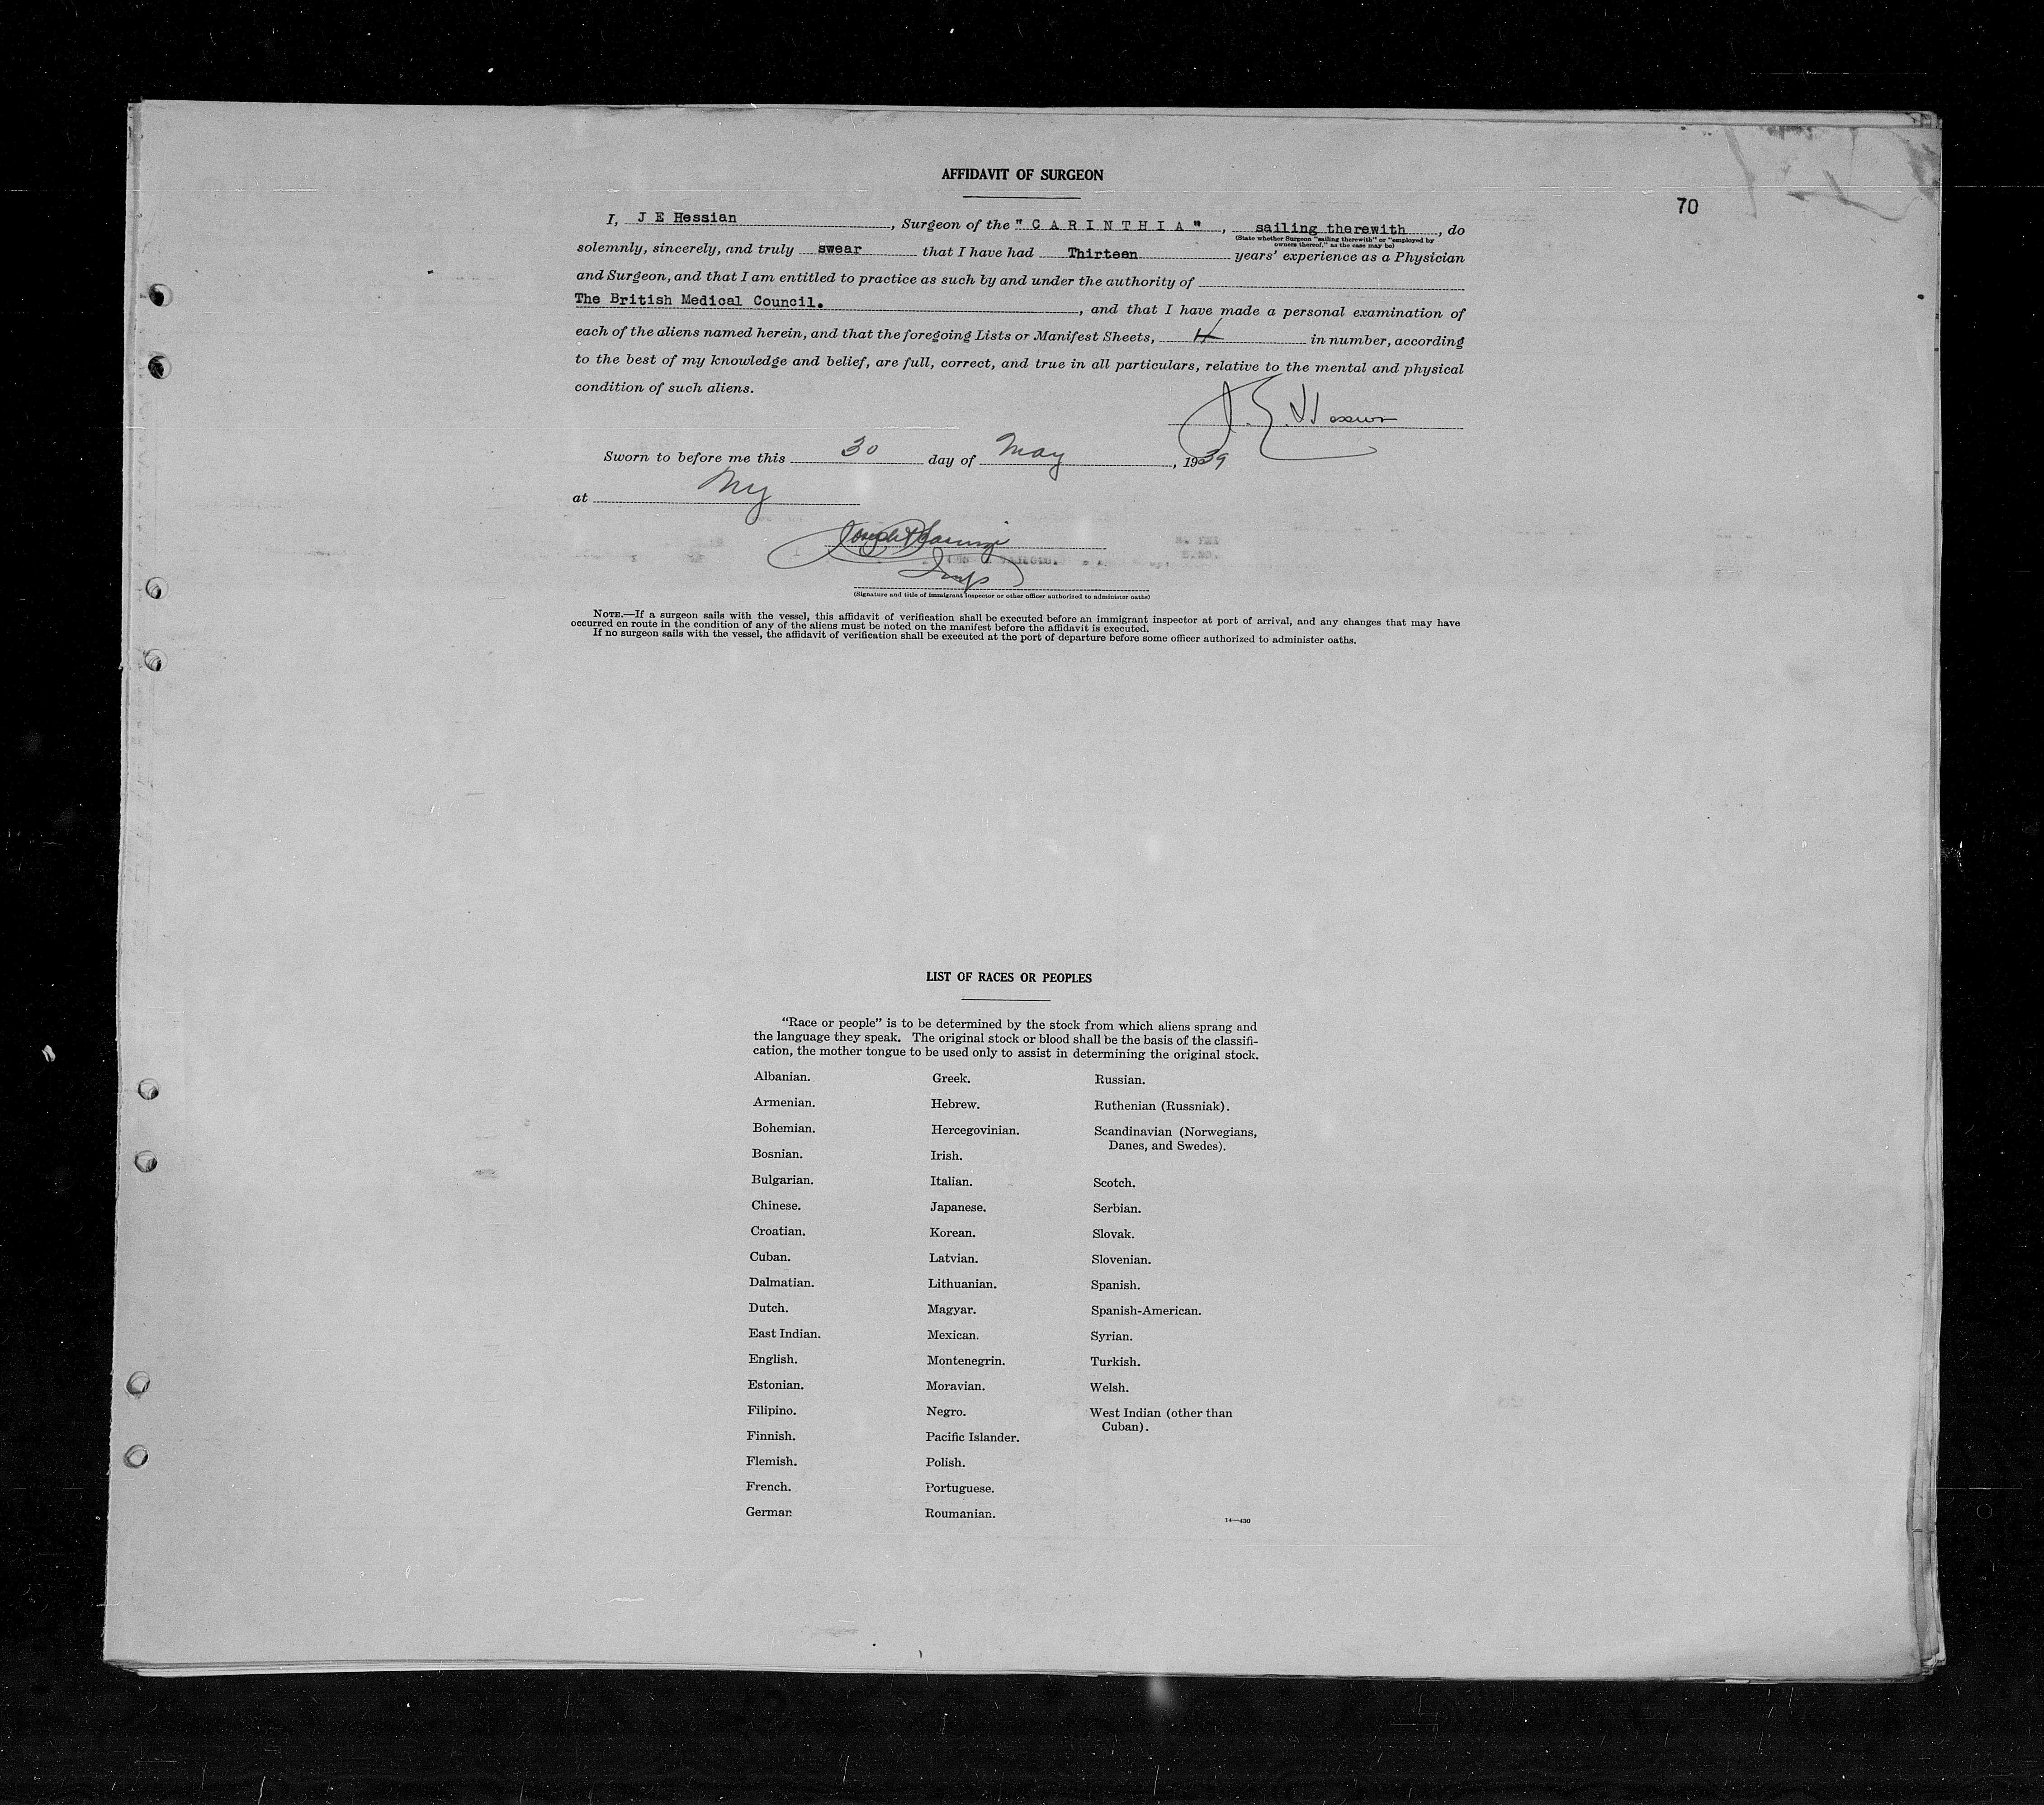 70
AFFIDAVIT OF SURGEON
I, J E Hessian, Surgeon of the "CARINTHIA", sailing therewith, do
(State whether Surgeon "sailing therewith" or "employed by
owners thereof," as the case may be)
solemnly, sincerely, and truly swear that I have had Thirteen years' experience as a Physician
and Surgeon, and that I am entitled to practice as such by and under the authority of
The British Medical Council., and that I have made a personal examination of
each of the aliens named herein, and that the foregoing Lists or Manifest Sheets, 4 in number, according
to the best of my knowledge and belief, are full, correct, and true in all particulars, relative to the mental and physical
condition of such aliens.
J. E. Hessian
Sworn to before me this 30 day of May, 1939
at NY
Insp
(Signature and title of immigrant inspector or other officer authorized to administer oaths)
NOTE.—If a surgeon sails with the vessel, this affidavit of verification shall be executed before an immigrant inspector at port of arrival, and any changes that may have
occurred en route in the condition of any of the aliens must be noted on the manifest before the affidavit is executed.
If no surgeon sails with the vessel, the affidavit of verification shall be executed at the port of departure before some officer authorized to administer oaths.
LIST OF RACES OR PEOPLES
"Race or people" is to be determined by the stock from which aliens sprang and
the language they speak. The original stock or blood shall be the basis of the classifi-
cation, the mother tongue to be used only to assist in determining the original stock.
Albanian.
Armenian.
Bohemian.
Bosnian.
Bulgarian.
Chinese.
Croatian.
Cuban.
Dalmatian.
Dutch.
East Indian.
English.
Estonian.
Filipino.
Finnish.
Flemish.
French.
German
Greek.
Hebrew.
Hercegovinian.
Irish.
Italian.
Japanese.
Korean.
Latvian.
Lithuanian.
Magyar.
Mexican.
Montenegrin.
Moravian.
Negro.
Pacific Islander.
Polish.
Portuguese.
Roumanian.
Russian.
Ruthenian (Russniak).
Scandinavian (Norwegians,
Danes, and Swedes).
Scotch.
Serbian.
Slovak.
Slovenian.
Spanish.
Spanish-American.
Syrian.
Turkish.
Welsh.
West Indian (other than
Cuban).
14—430